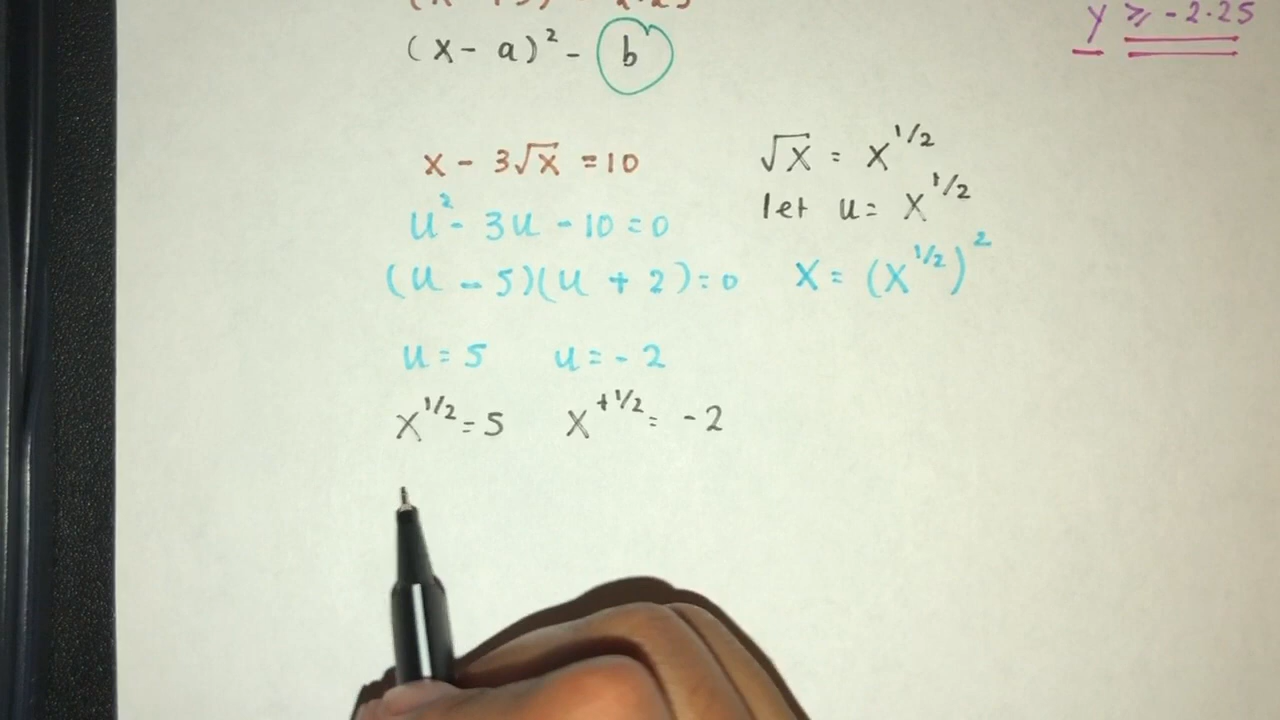 y ⩾ -2.25
(x - a)² - b
x - 3√x = 10
√x = x^1/2
let u = x^1/2
u² - 3u - 10 = 0
(u - 5)(u + 2) = 0
x = (x^1/2)²
u = 5 u = -2
x^1/2 = 5 x^+1/2 = -2